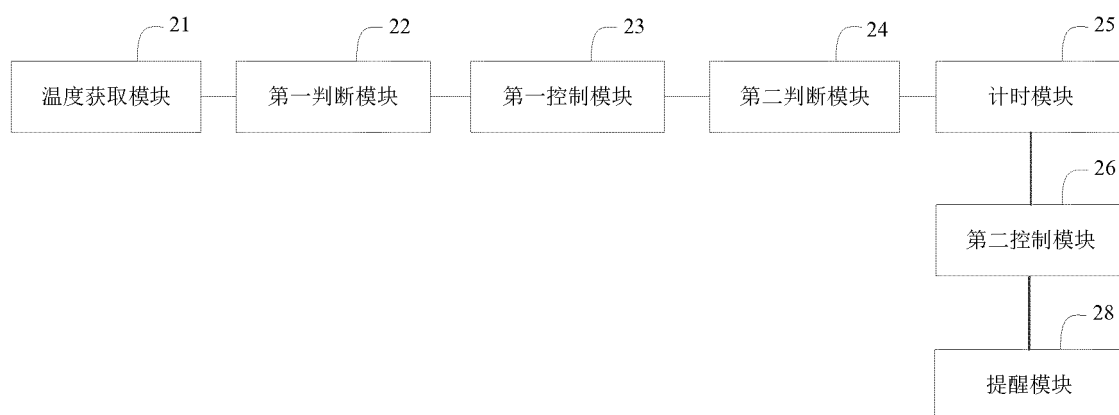 21
22
23
24
25
温度获取模块
第一判断模块
第一控制模块
第二判断模块
计时模块
26
第二控制模块
28
提醒模块